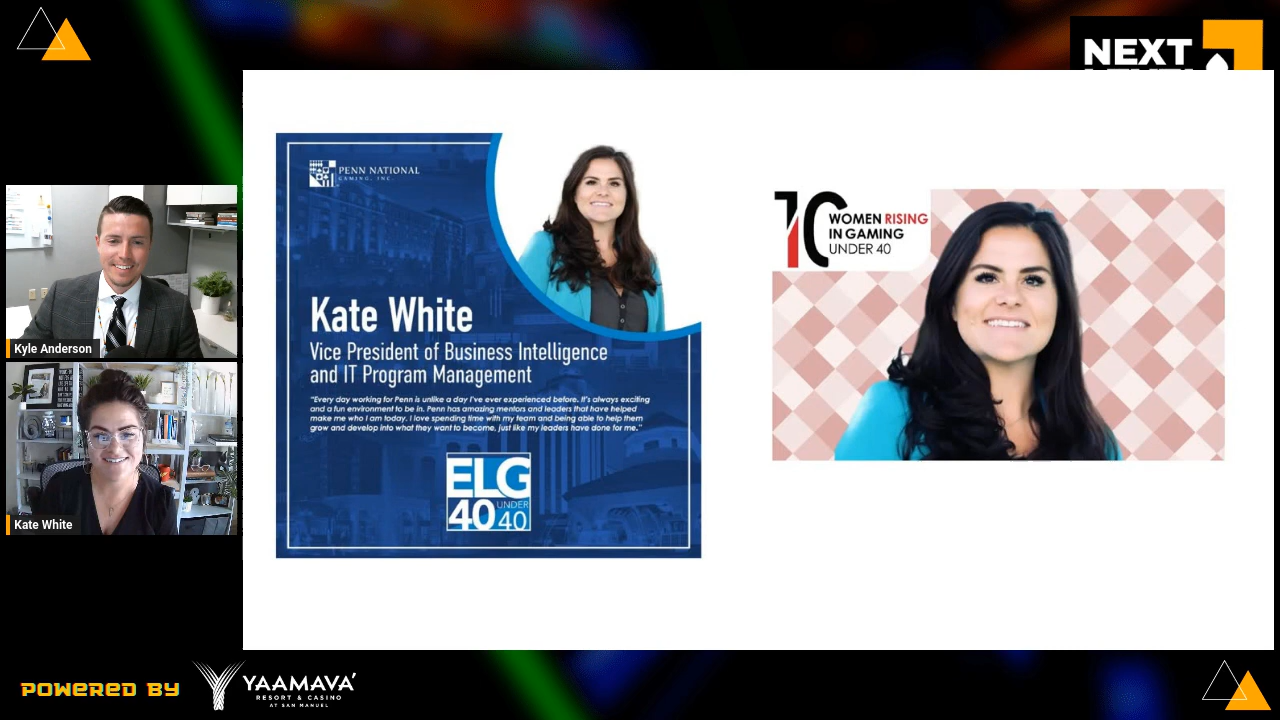 NEXT
PENN NATIONAL
GAMING, INC.
Kate White
Vice President of Business Intelligence
and IT Program Management
"Every day working for Penn is unlike a day I've ever experienced before. It's always exciting
and a fun environment to be in. Penn has amazing mentors and leaders that have helped
make me who I am today. I love spending time with my team and being able to help them
grow and develop into what they want to become, just like my leaders have done for me."
ELG
40 UNDER 40
10 WOMEN RISING
IN GAMING
UNDER 40
Kyle Anderson
Kate White
POWERED BY
YAAMAVA'
RESORT & CASINO
AT SAN MANUEL